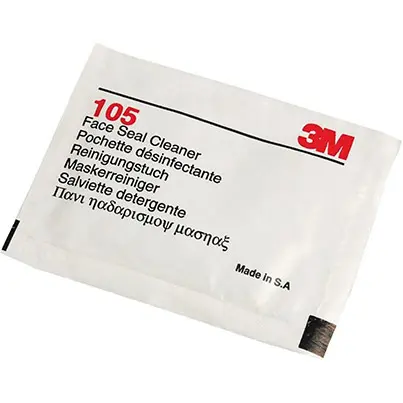 105
3M
Face Seal Cleaner
Pochette désinfectante
Reinigungstuch
Maskerreiniger
Salviette detergente
Πανι ηαδαρισμοψ μασηαξ
Made in S.A